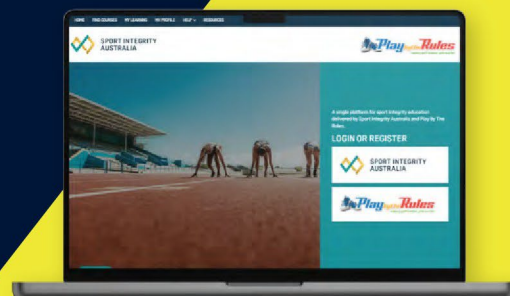 HOME FIND COURSES MY LEARNING MY PROFILE HELP RESOURCES
SPORT INTEGRITY
AUSTRALIA
Play by the Rules
A single platform for sport integrity education
delivered by Sport Integrity Australia and Play By The
Rules.
LOGIN OR REGISTER
SPORT INTEGRITY
AUSTRALIA
Play by the Rules